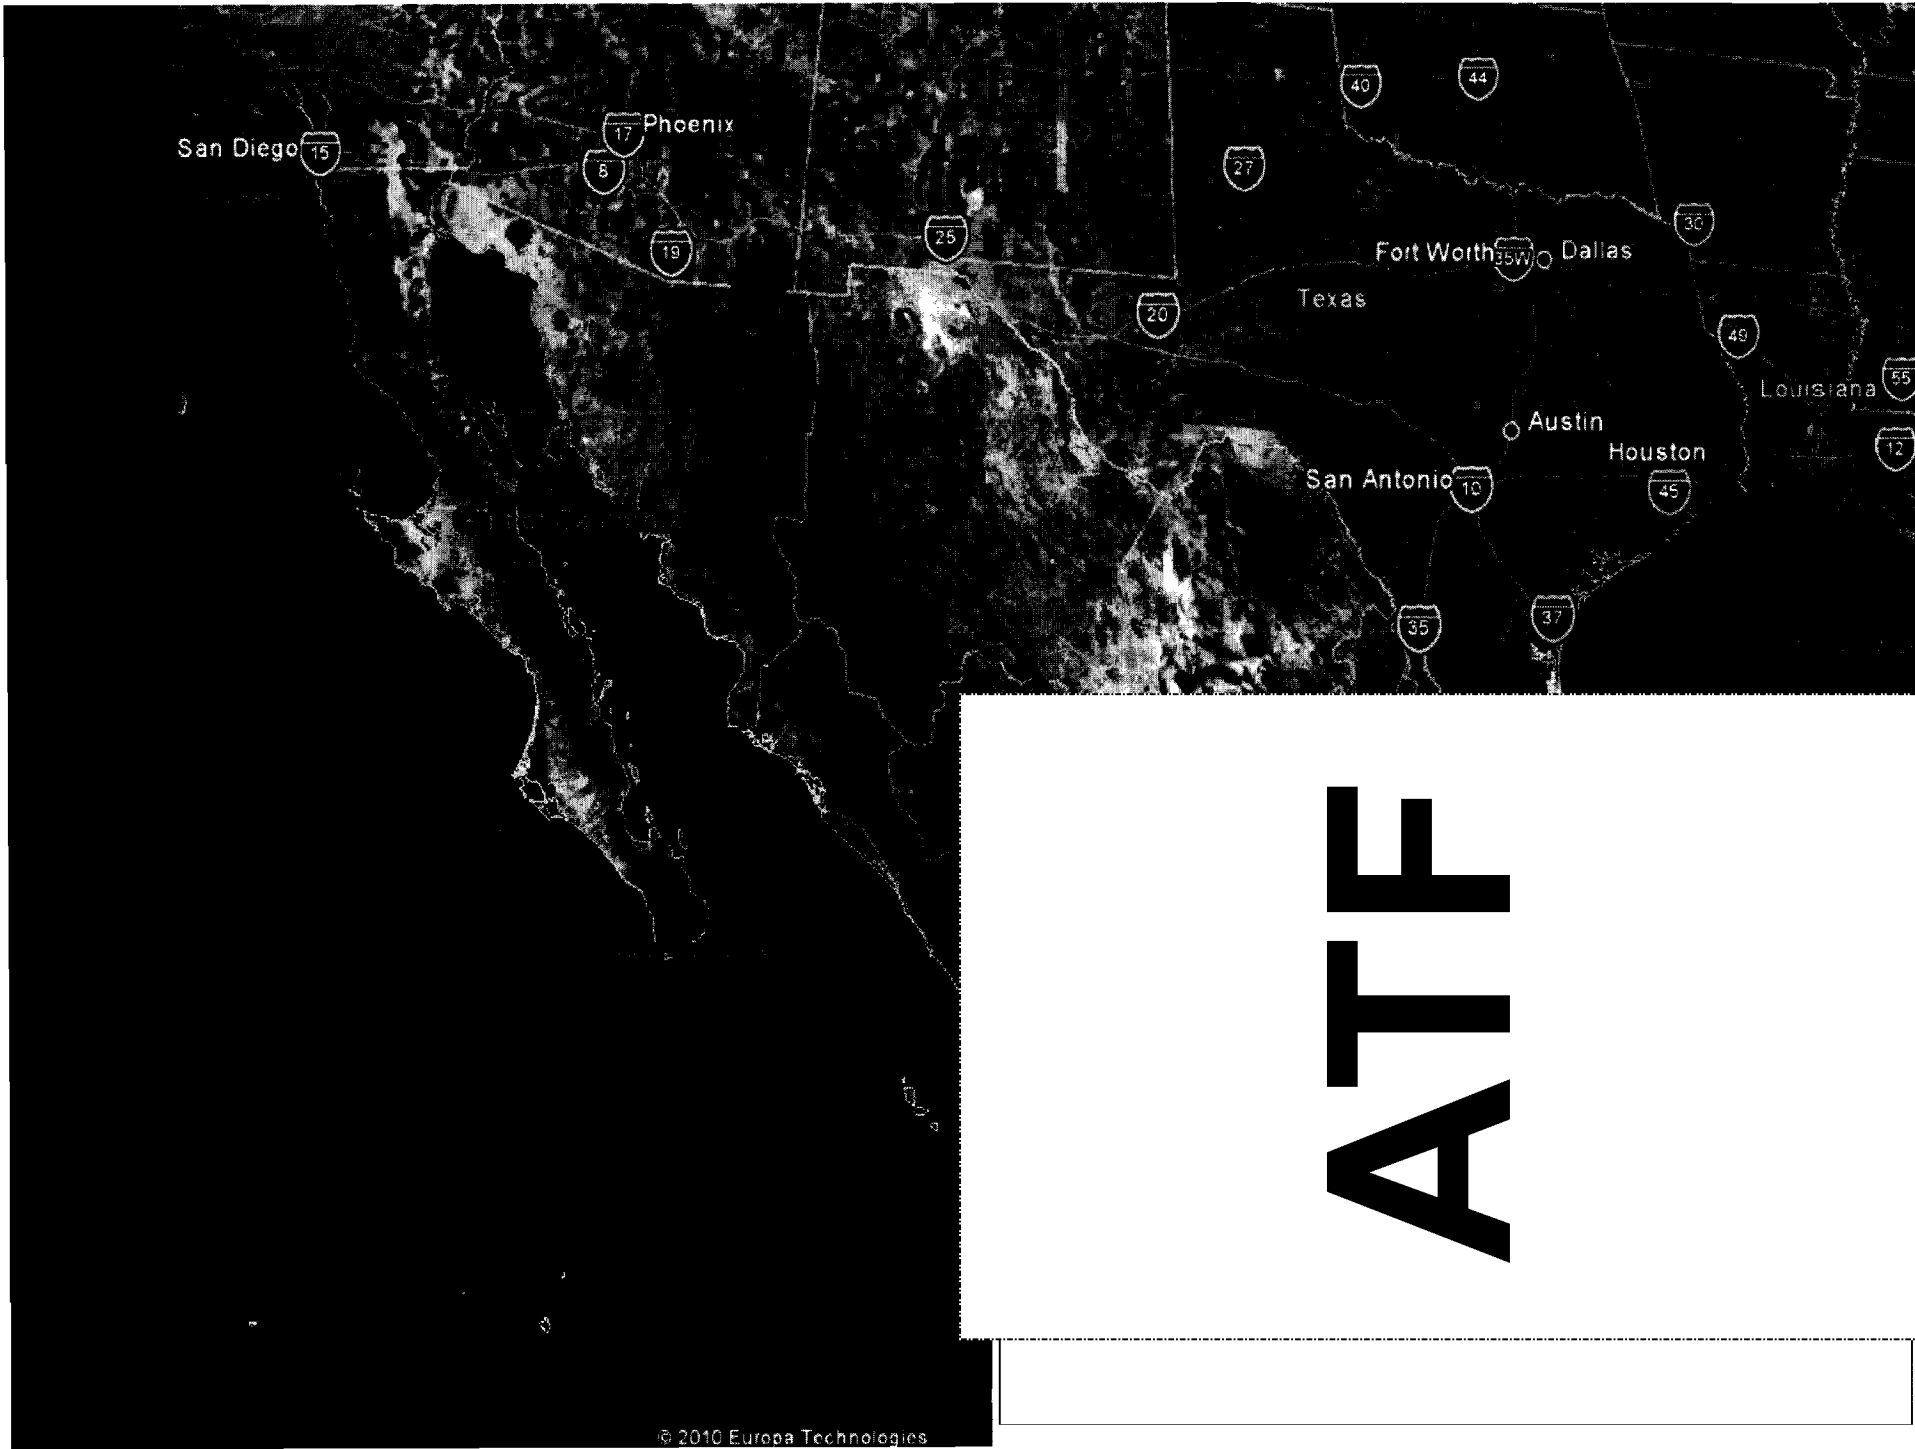 40
44
San Diego 15
17 Phoenix
8
27
25
19
30
Fort Worth 35W Dallas
Texas
20
49
Louisiana 55
Austin
Houston
12
San Antonio 10
45
35
37
ATF
© 2010 Europa Technologies